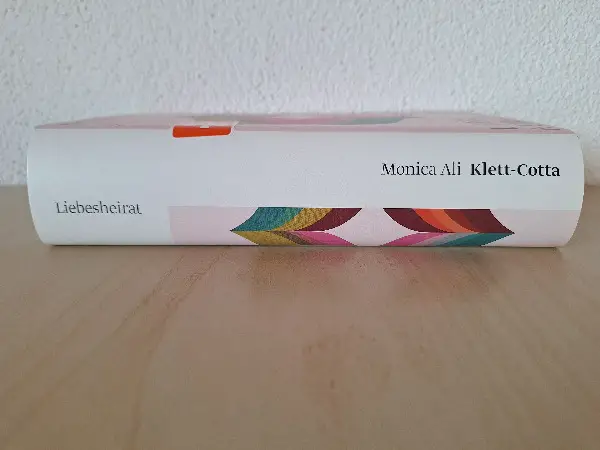 Monica Ali Klett-Cotta
Liebesheirat